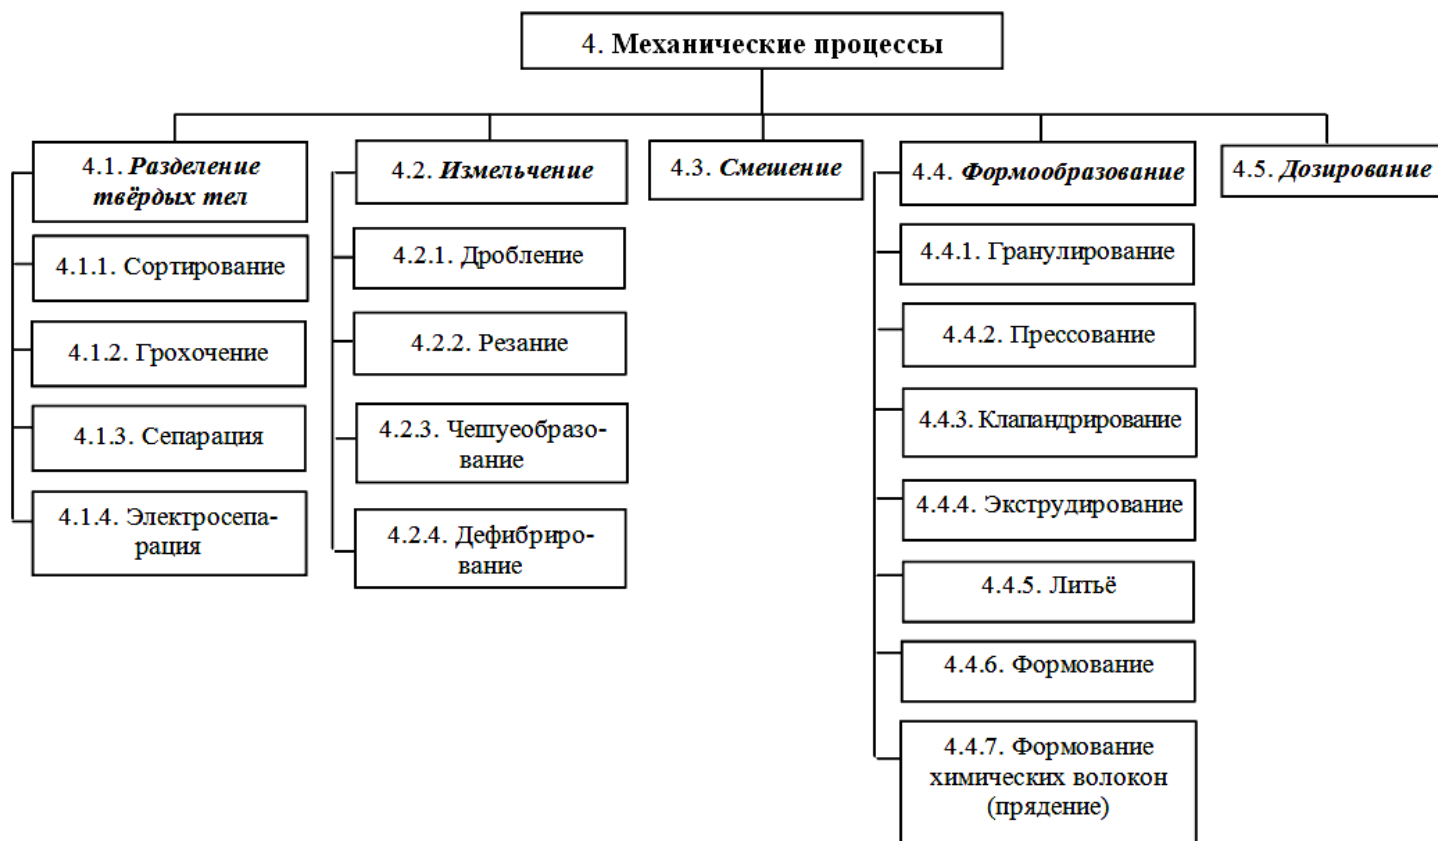 4. Механические процессы
4.1. Разделение
твёрдых тел
4.1.1. Сортирование
4.1.2. Грохочение
4.1.3. Сепарация
4.1.4. Электросепа-
рация
4.2. Измельчение
4.2.1. Дробление
4.2.2. Резание
4.2.3. Чешуеобразо-
вание
4.2.4. Дефибриро-
вание
4.3. Смешение
4.4. Формообразование
4.4.1. Гранулирование
4.4.2. Прессование
4.4.3. Клапандрирование
4.4.4. Экструдирование
4.4.5. Литьё
4.4.6. Формование
4.4.7. Формование
химических волокон
(прядение)
4.5. Дозирование